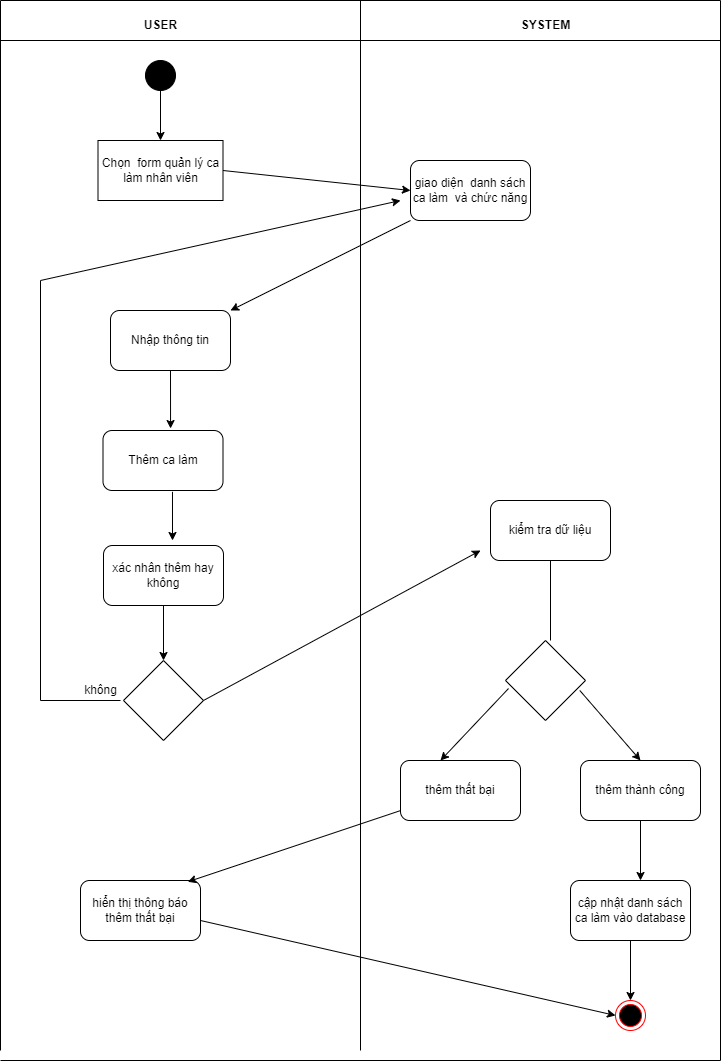 USER
SYSTEM
Chọn form quản lý ca
làm nhân viên
giao diện danh sách
ca làm và chức năng
Nhập thông tin
Thêm ca làm
kiểm tra dữ liệu
xác nhân thêm hay
không
không
thêm thất bại
thêm thành công
hiển thị thông báo
thêm thất bại
cập nhật danh sách
ca làm vào database